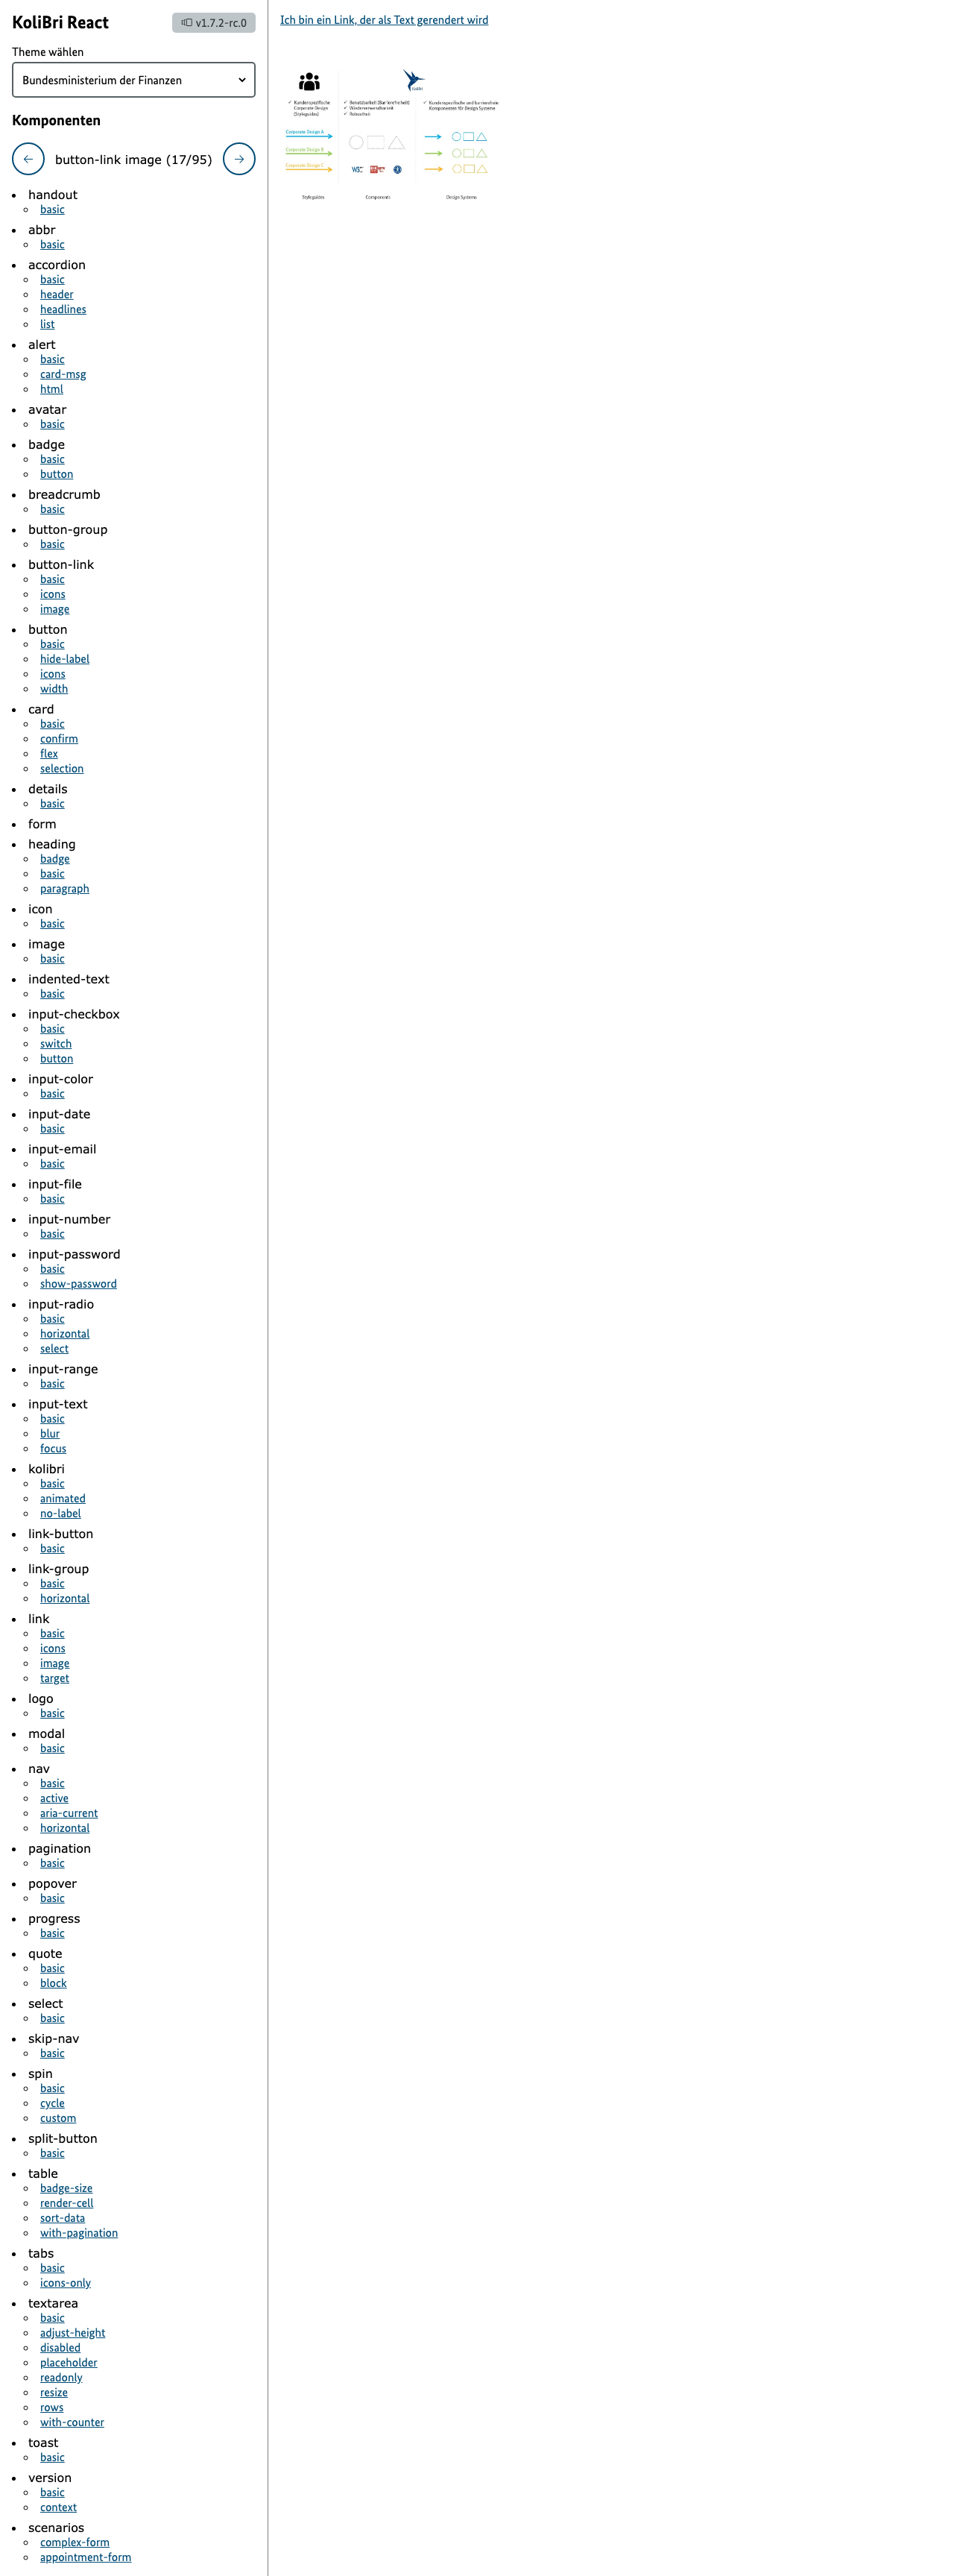 KoliBri React
v1.7.2-rc.0
Theme wählen
Bundesministerium der Finanzen
Komponenten
button-link image (17/95)
handout
basic
abbr
basic
accordion
basic
header
headlines
list
alert
basic
card-msg
html
avatar
basic
badge
basic
button
breadcrumb
basic
button-group
basic
button-link
basic
icons
image
button
basic
hide-label
icons
width
card
basic
confirm
flex
selection
details
basic
form
heading
badge
basic
paragraph
icon
basic
image
basic
indented-text
basic
input-checkbox
basic
switch
button
input-color
basic
input-date
basic
input-email
basic
input-file
basic
input-number
basic
input-password
basic
show-password
input-radio
basic
horizontal
select
input-range
basic
input-text
basic
blur
focus
kolibri
basic
animated
no-label
link-button
basic
link-group
basic
horizontal
link
basic
icons
image
target
logo
basic
modal
basic
nav
basic
active
aria-current
horizontal
pagination
basic
popover
basic
progress
basic
quote
basic
block
select
basic
skip-nav
basic
spin
basic
cycle
custom
split-button
basic
table
badge-size
render-cell
sort-data
with-pagination
tabs
basic
icons-only
textarea
basic
adjust-height
disabled
placeholder
readonly
resize
rows
with-counter
toast
basic
version
basic
context
scenarios
complex-form
appointment-form
Ich bin ein Link, der als Text gerendert wird
KoliBri
✓ Kundenspezifische
Corporate Design
(Styleguides)
✓ Benutzbarkeit (Barrierefreiheit)
✓ Wiederverwendbarkeit
✓ Robustheit
✓ Kundenspezifische und barrierefreie
Komponenten für Design Systeme
Corporate Design A
Corporate Design B
Corporate Design C
W3C
Styleguides
Components
Design Systems